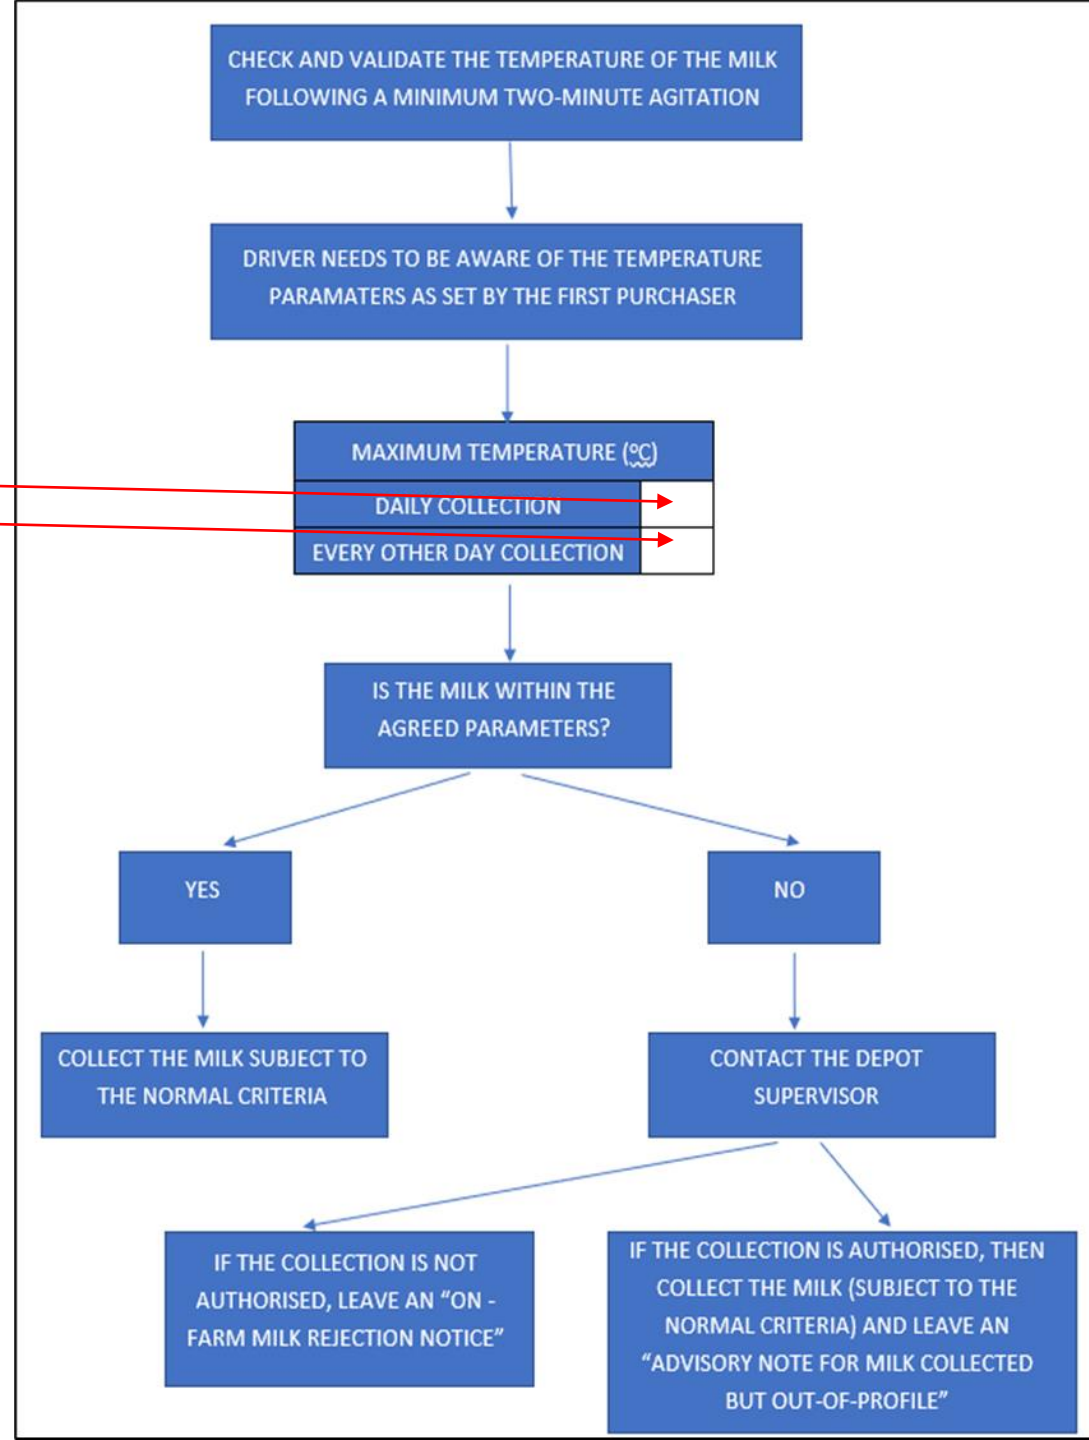 CHECK AND VALIDATE THE TEMPERATURE OF THE MILK
FOLLOWING A MINIMUM TWO-MINUTE AGITATION
DRIVER NEEDS TO BE AWARE OF THE TEMPERATURE
PARAMATERS AS SET BY THE FIRST PURCHASER
MAXIMUM TEMPERATURE (°C)
DAILY COLLECTION
EVERY OTHER DAY COLLECTION
IS THE MILK WITHIN THE
AGREED PARAMETERS?
YES
NO
COLLECT THE MILK SUBJECT TO
THE NORMAL CRITERIA
CONTACT THE DEPOT
SUPERVISOR
IF THE COLLECTION IS NOT
AUTHORISED, LEAVE AN “ON -
FARM MILK REJECTION NOTICE”
IF THE COLLECTION IS AUTHORISED, THEN
COLLECT THE MILK (SUBJECT TO THE
NORMAL CRITERIA) AND LEAVE AN
“ADVISORY NOTE FOR MILK COLLECTED
BUT OUT-OF-PROFILE”